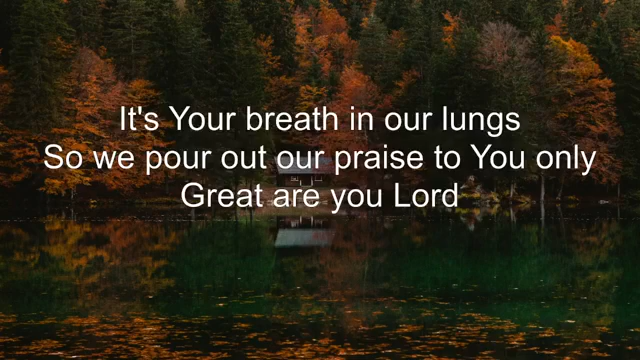 It's Your breath in our lungs
So we pour out our praise to You only
Great are you Lord